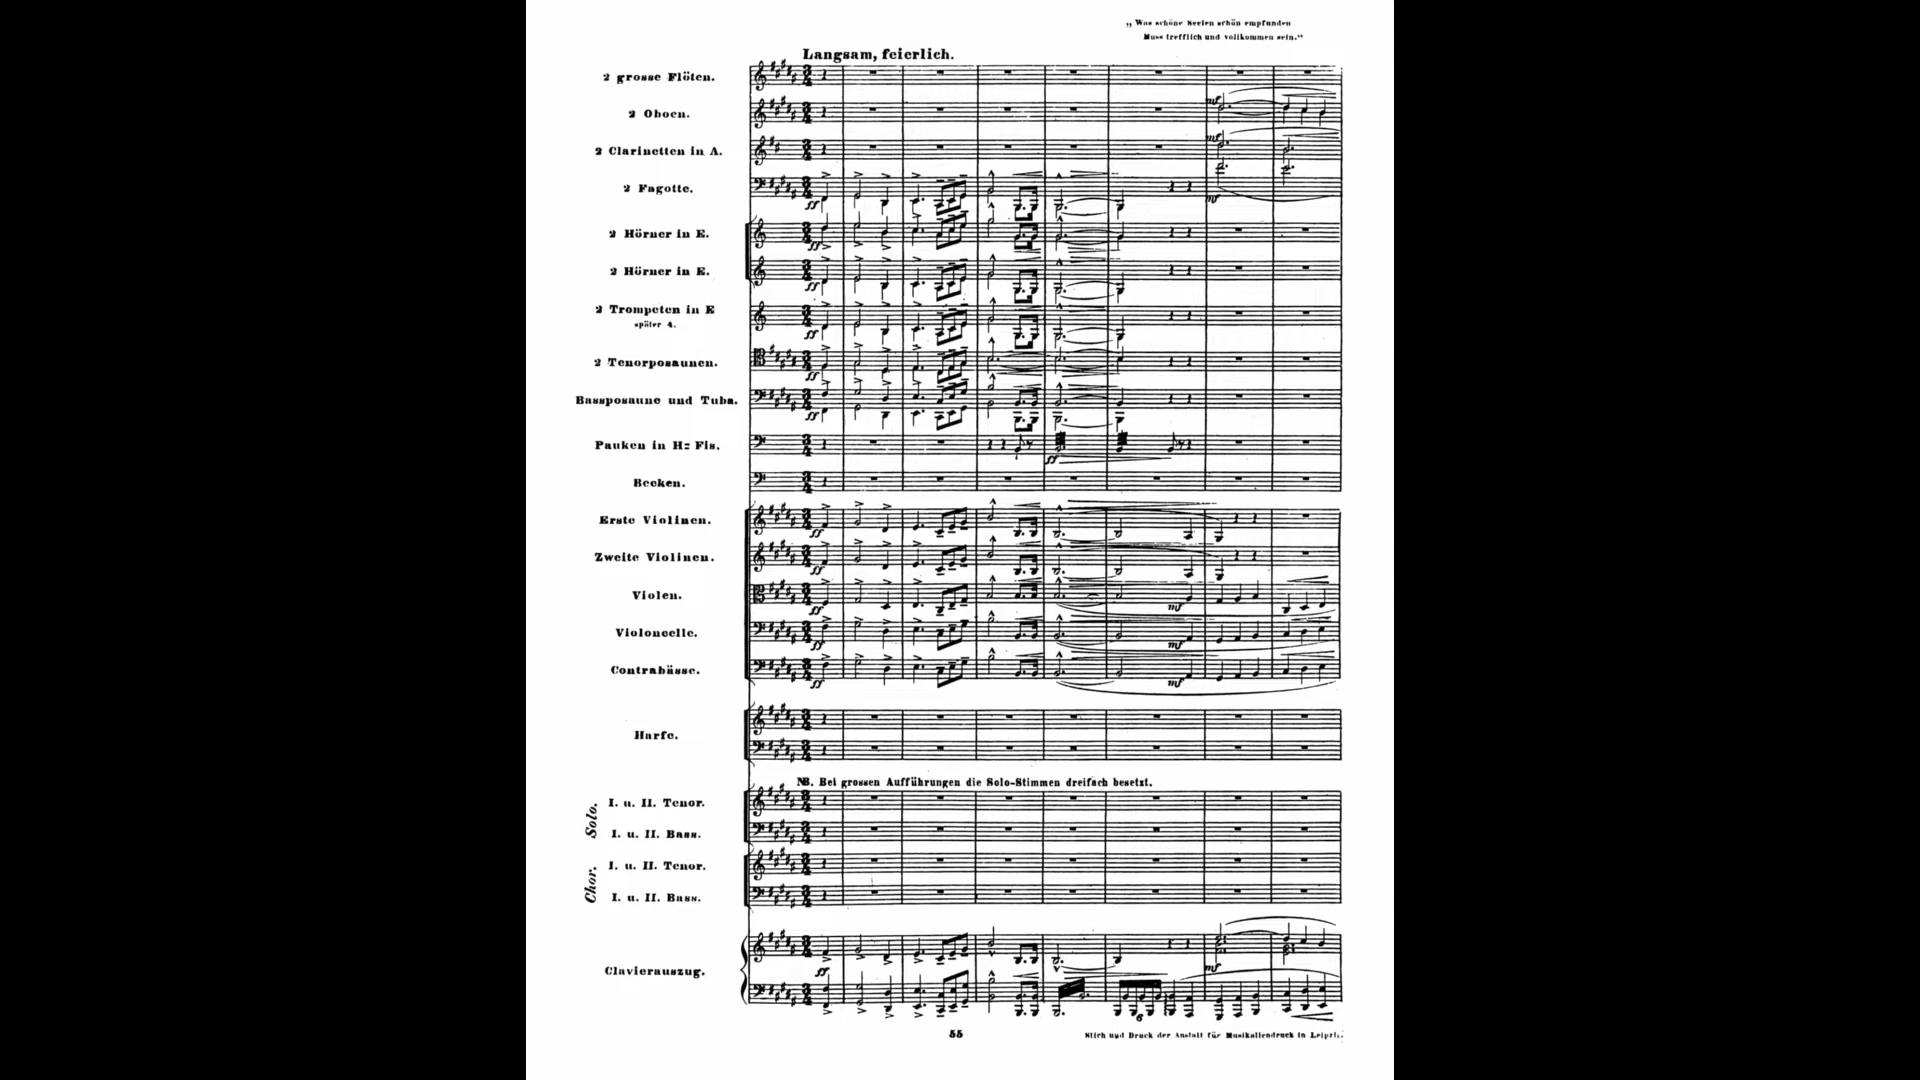 „Was schöne Seelen schön empfunden
Muss trefflich und vollkommen sein.“
Langsam, feierlich.
2 grosse Flöten.
2 Oboen.
2 Clarinetten in A.
2 Fagotte.
ff
2 Hörner in E.
2 Hörner in E.
2 Trompeten in E
später 4.
2 Tenorposaunen.
Bassposaune und Tuba.
Pauken in H= Fis.
Becken.
Erste Violinen.
Zweite Violinen.
Violen.
Violoncelle.
Contrabässe.
Harfe.
NB. Bei grossen Aufführungen die Solo-Stimmen dreifach besetzt.
Solo.
I. u. II. Tenor.
I. u. II. Bass.
Chor.
I. u. II. Tenor.
I. u. II. Bass.
Clavierauszug.
55
Stich und Druck der Anstalt für Musikaliendruck in